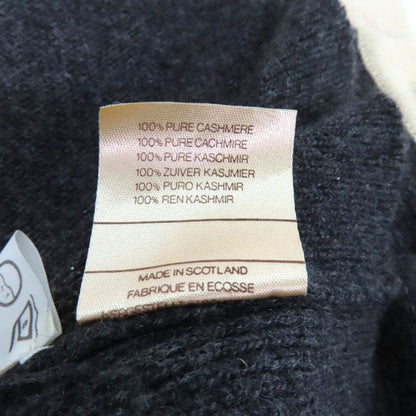 100% PURE CASHMERE
100% PURE CACHMIRE
100% PURE KASCHMIR
100% ZUIVER KASJMIER
100% PURO KASHMIR
100% REN KASHMIR
MADE IN SCOTLAND
FABRIQUE EN ECOSSE